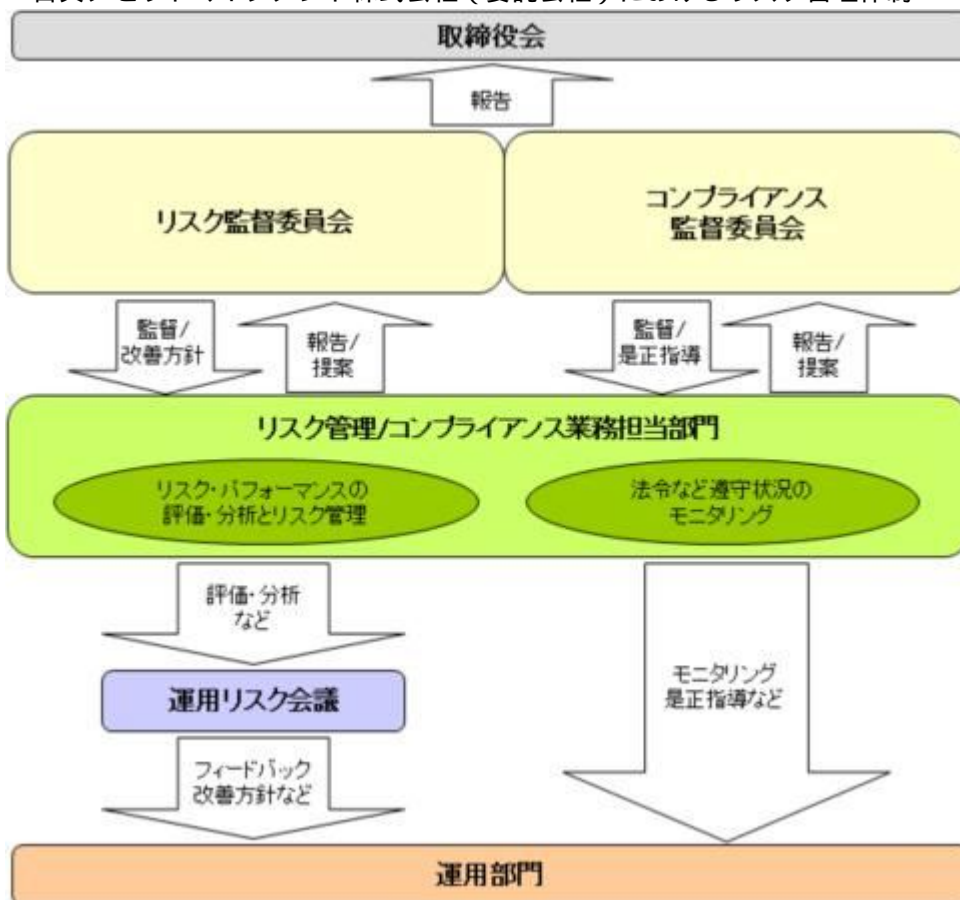 取締役会
報告
リスク監督委員会
コンプライアンス
監督委員会
監督/
改善方針
報告/
提案
監督/
是正指導
報告/
提案
リスク管理/コンプライアンス業務担当部門
リスク・パフォーマンスの
評価・分析とリスク管理
法令など遵守状況の
モニタリング
評価・分析
など
運用リスク会議
モニタリング
是正指導など
フィードバック
改善方針など
運用部門